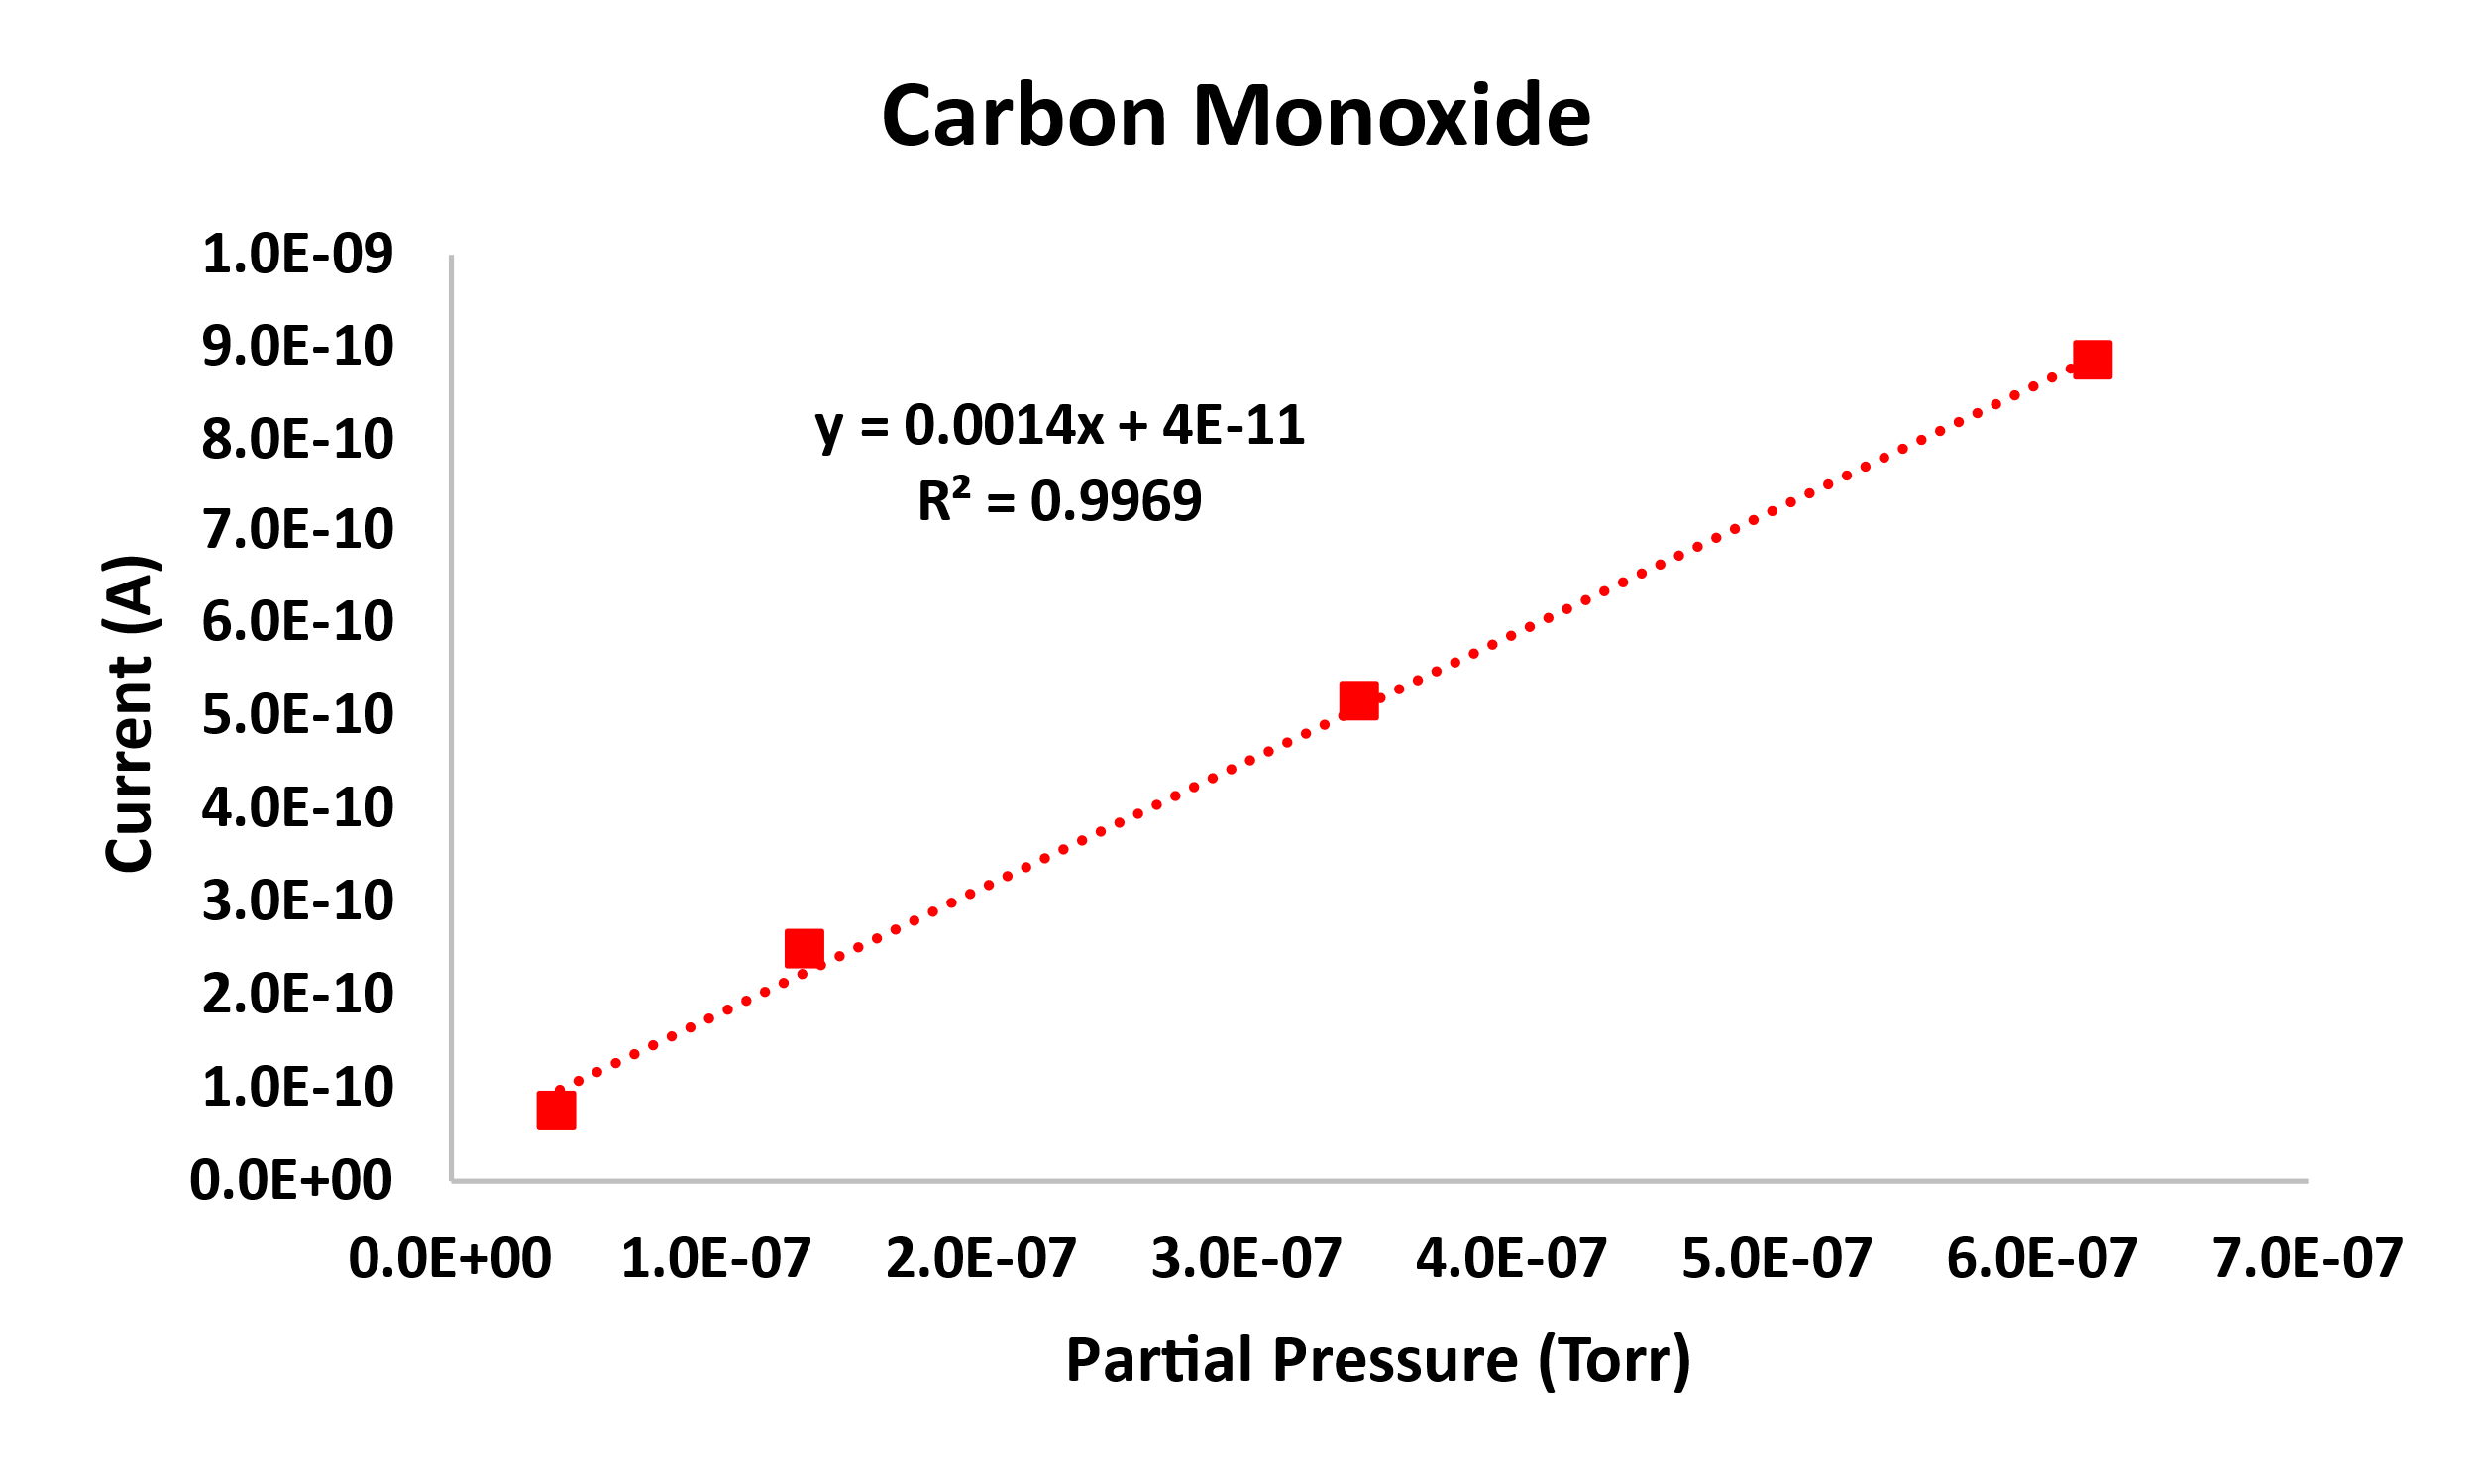 Carbon Monoxide
1.0E-09
9.0E-10
8.0E-10
7.0E-10
6.0E-10
5.0E-10
4.0E-10
3.0E-10
2.0E-10
1.0E-10
0.0E+00
Current (A)
y = 0.0014x + 4E-11
R² = 0.9969
0.0E+00 1.0E-07 2.0E-07 3.0E-07 4.0E-07 5.0E-07 6.0E-07 7.0E-07
Partial Pressure (Torr)